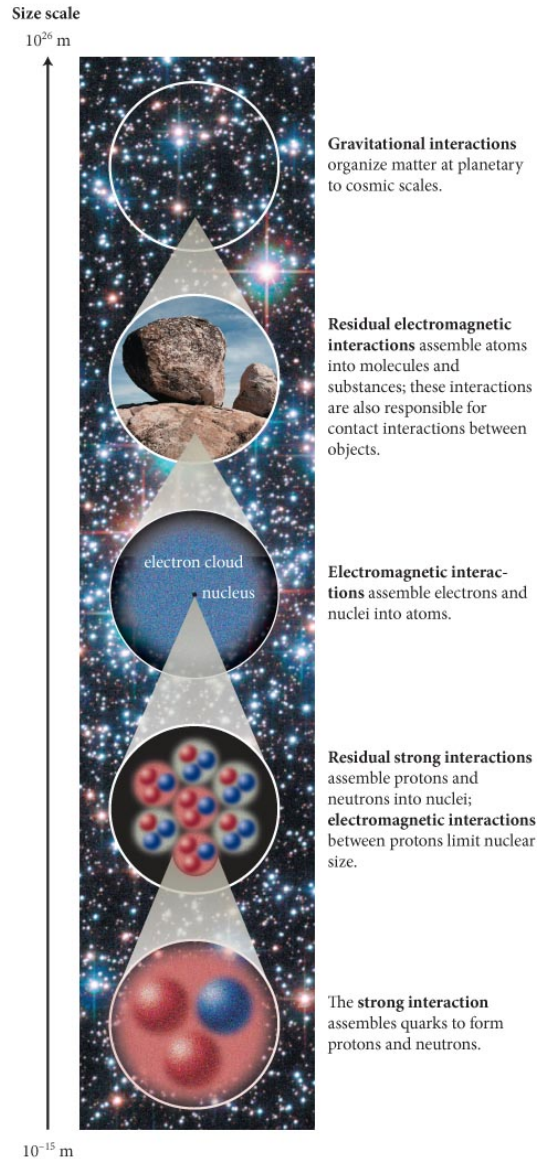 Size scale
10²⁶ m
Gravitational interactions
organize matter at planetary
to cosmic scales.
Residual electromagnetic
interactions assemble atoms
into molecules and
substances; these interactions
are also responsible for
contact interactions between
objects.
electron cloud
nucleus
Electromagnetic interac-
tions assemble electrons and
nuclei into atoms.
Residual strong interactions
assemble protons and
neutrons into nuclei;
electromagnetic interactions
between protons limit nuclear
size.
The strong interaction
assembles quarks to form
protons and neutrons.
10⁻¹⁵ m